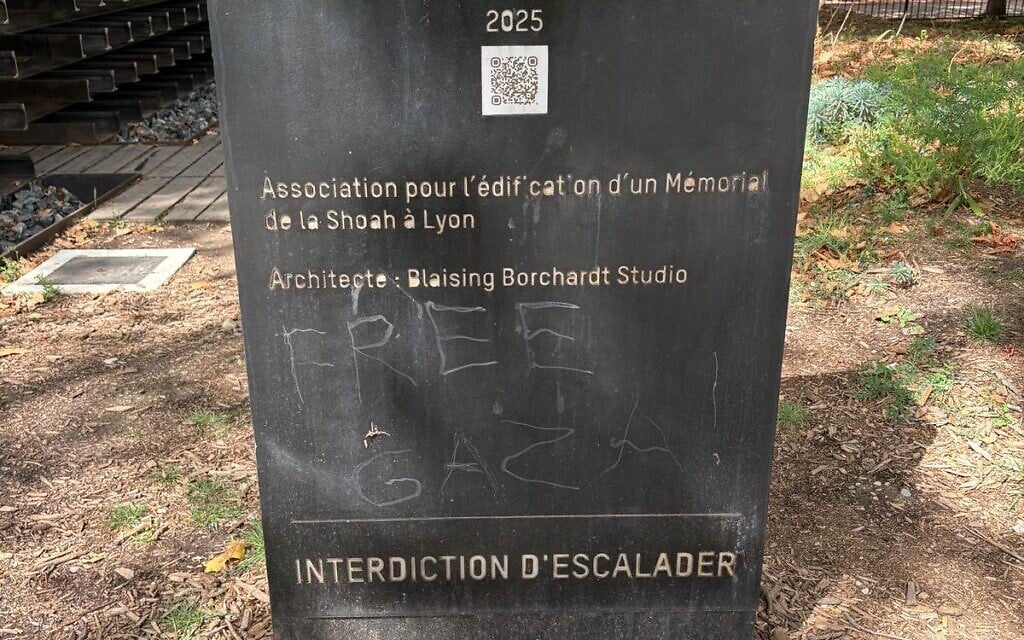 2025
Association pour l'édification d'un Mémorial
de la Shoah à Lyon
Architecte : Blaising Borchardt Studio
FREE
GAZA !
INTERDICTION D'ESCALADER